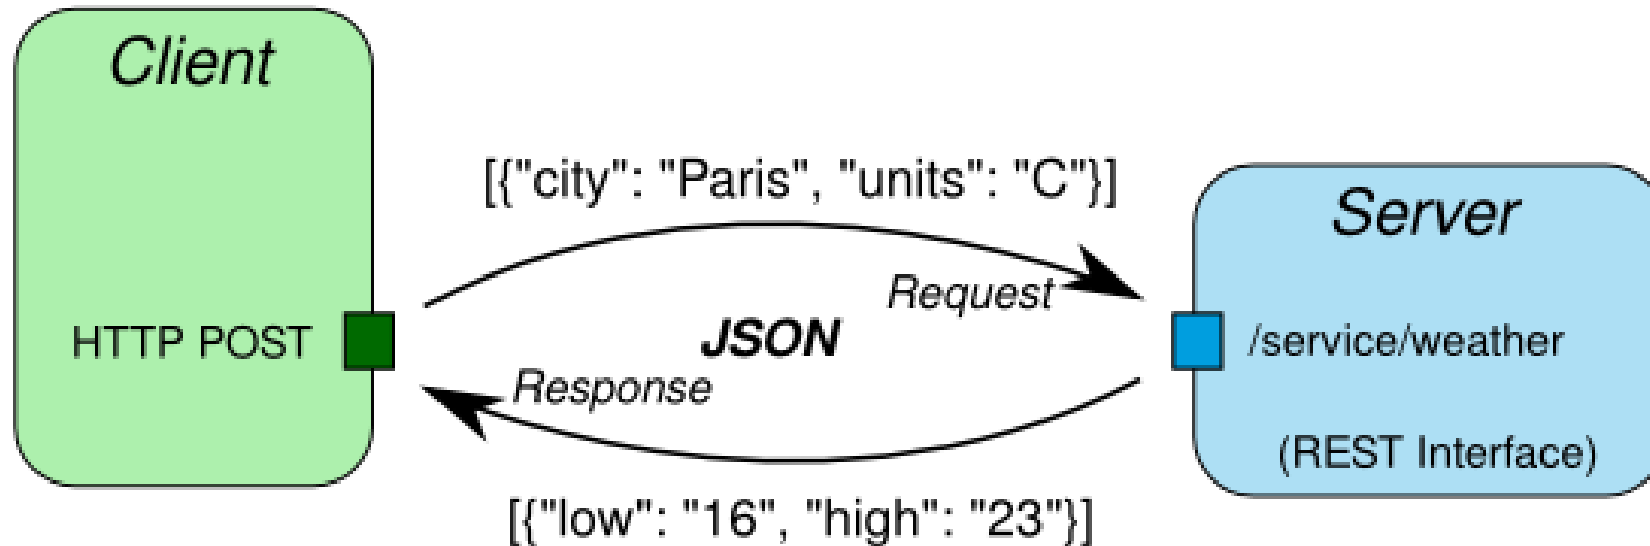 Client
[{"city": "Paris", "units": "C"}]
Server
Request
HTTP POST
JSON
/service/weather
Response
(REST Interface)
[{"low": "16", "high": "23"}]